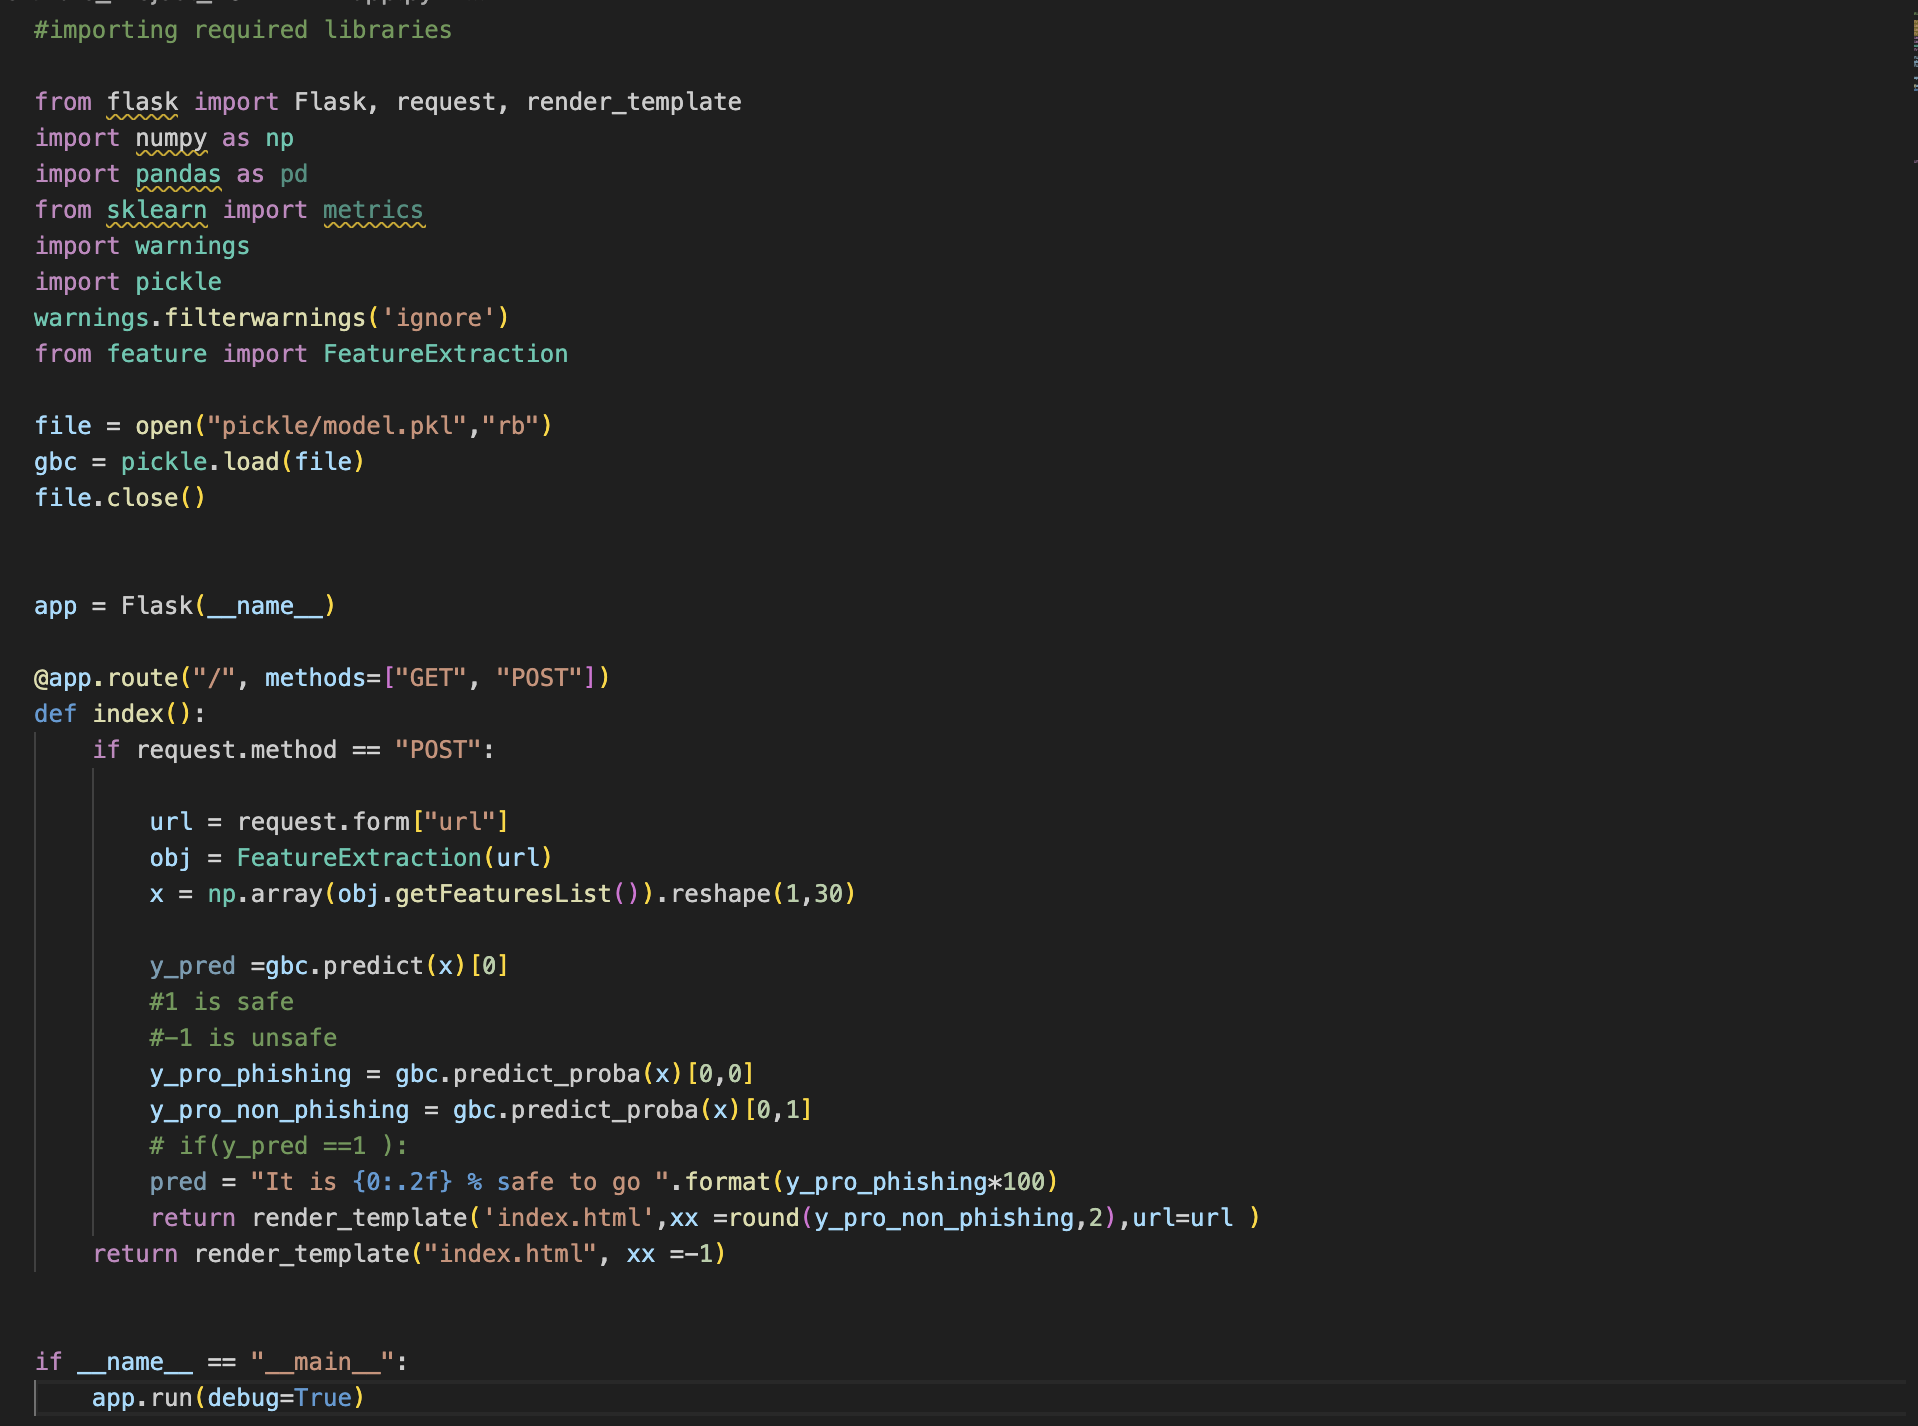 #importing required libraries
from flask import Flask, request, render_template
import numpy as np
import pandas as pd
from sklearn import metrics
import warnings
import pickle
warnings.filterwarnings('ignore')
from feature import FeatureExtraction
file = open("pickle/model.pkl","rb")
gbc = pickle.load(file)
file.close()
app = Flask(__name__)
@app.route("/", methods=["GET", "POST"])
def index():
    if request.method == "POST":
        url = request.form["url"]
        obj = FeatureExtraction(url)
        x = np.array(obj.getFeaturesList()).reshape(1,30)
        y_pred =gbc.predict(x)[0]
        #1 is safe
        #-1 is unsafe
        y_pro_phishing = gbc.predict_proba(x)[0,0]
        y_pro_non_phishing = gbc.predict_proba(x)[0,1]
        # if(y_pred ==1 ):
        pred = "It is {0:.2f} % safe to go ".format(y_pro_phishing*100)
        return render_template('index.html',xx =round(y_pro_non_phishing,2),url=url )
    return render_template("index.html", xx =-1)
if __name__ == "__main__":
    app.run(debug=True)